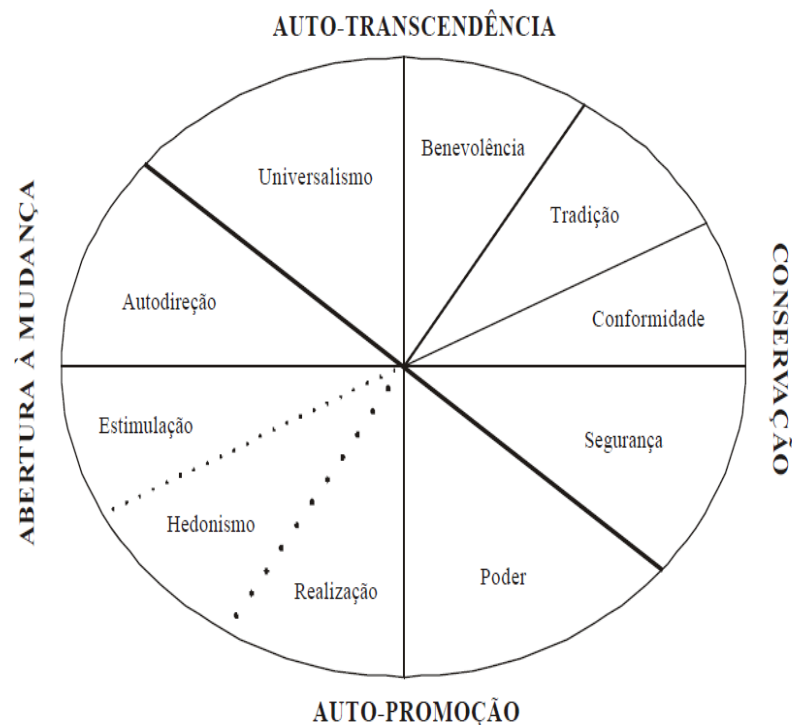 AUTO-TRANSCENDÊNCIA
Benevolência
Universalismo
Tradição
ABERTURA À MUDANÇA
CONSERVAÇÃO
Autodireção
Conformidade
Estimulação
Segurança
Hedonismo
Realização
Poder
AUTO-PROMOÇÃO